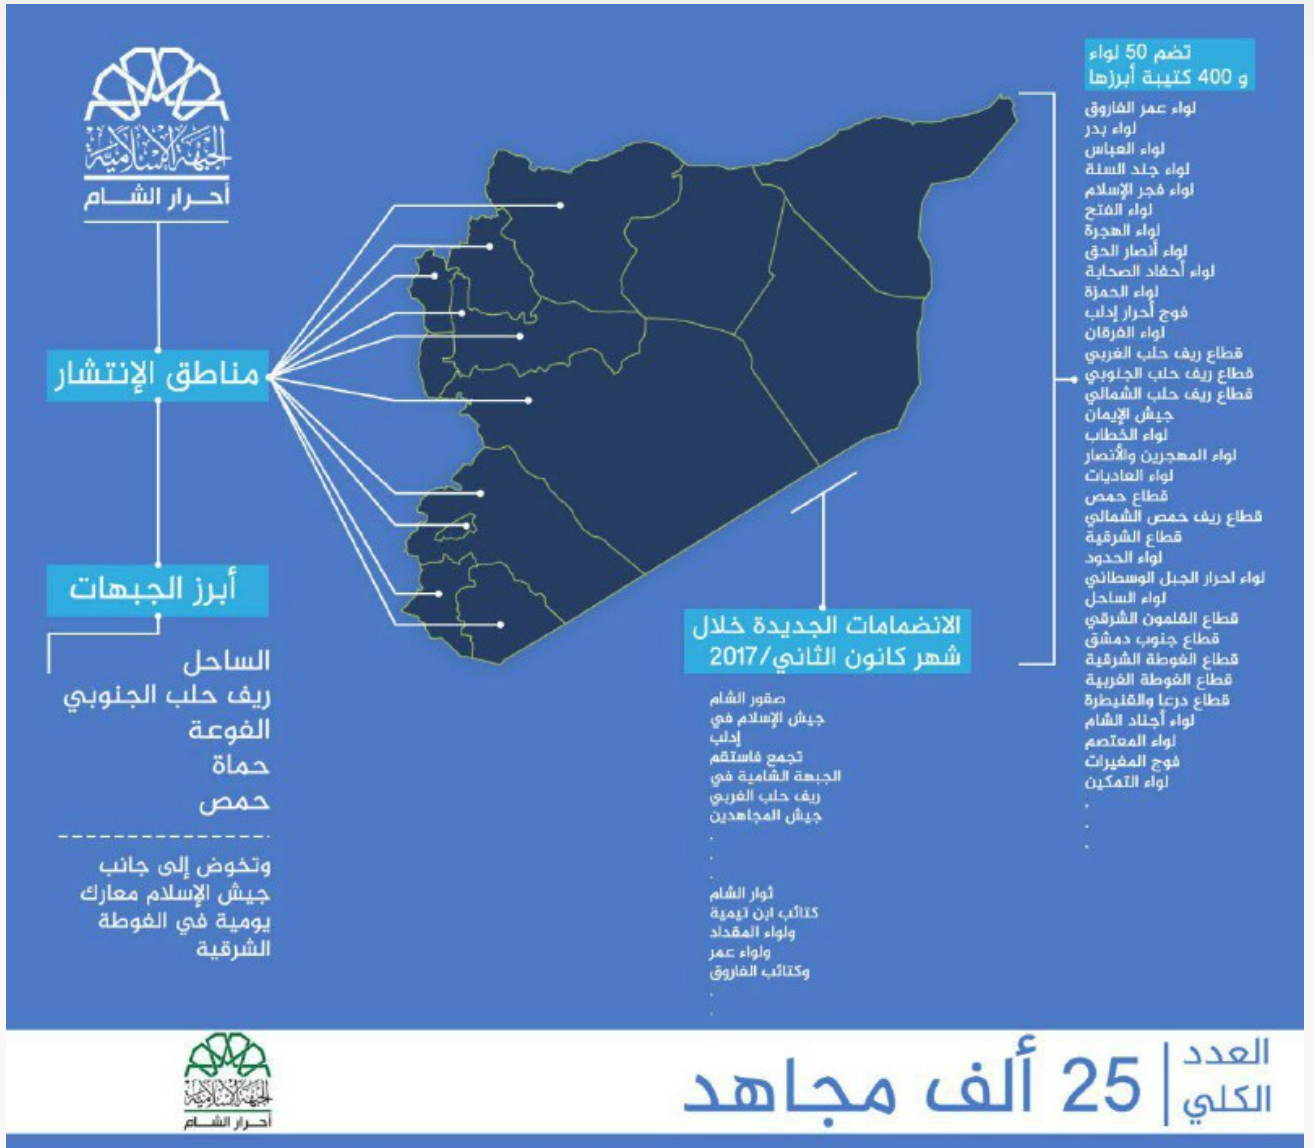 تضم 50 لواء
و 400 كتيبة أبرزها
لواء عمر الفاروق
لواء بدر
لواء العباس
لواء جند السنة
لواء فجر الإسلام
لواء الفتح
لواء الهجرة
لواء أنصار الحق
لواء أحفاد الصحابة
لواء الحمزة
فوج أحرار إدلب
لواء الفرقان
قطاع ريف حلب الغربي
قطاع ريف حلب الجنوبي
قطاع ريف حلب الشمالي
جيش الإيمان
لواء الخطاب
لواء المهجرين والأنصار
لواء العاديات
قطاع حمص
قطاع ريف حمص الشمالي
قطاع الشرقية
لواء الحدود
لواء احرار الجبل الوسطاني
لواء الساحل
قطاع القلمون الشرقي
قطاع جنوب دمشق
قطاع الغوطة الشرقية
قطاع الغوطة الغربية
قطاع درعا والقنيطرة
لواء أجناد الشام
لواء المعتصم
فوج المغيرات
لواء التمكين
.
.
.
الجبهة الإسلامية
أحرار الشــام
مناطق الإنتشار
أبرز الجبهات
الساحل
ريف حلب الجنوبي
الفوعة
حماة
حمص
وتخوض إلى جانب
جيش الإسلام معارك
يومية في الغوطة
الشرقية
الانضمامات الجديدة خلال
شهر كانون الثاني/2017
صقور الشام
جيش الإسلام في
إدلب
تجمع فاستقم
الجبهة الشامية في
ريف حلب الغربي
جيش المجاهدين
.
.
.
ثوار الشام
كتائب ابن تيمية
ولواء المقداد
ولواء عمر
وكتائب الفاروق
.
.
العدد
الكلي
25 ألف مجاهد
الجبهة الإسلامية
أحرار الشــام